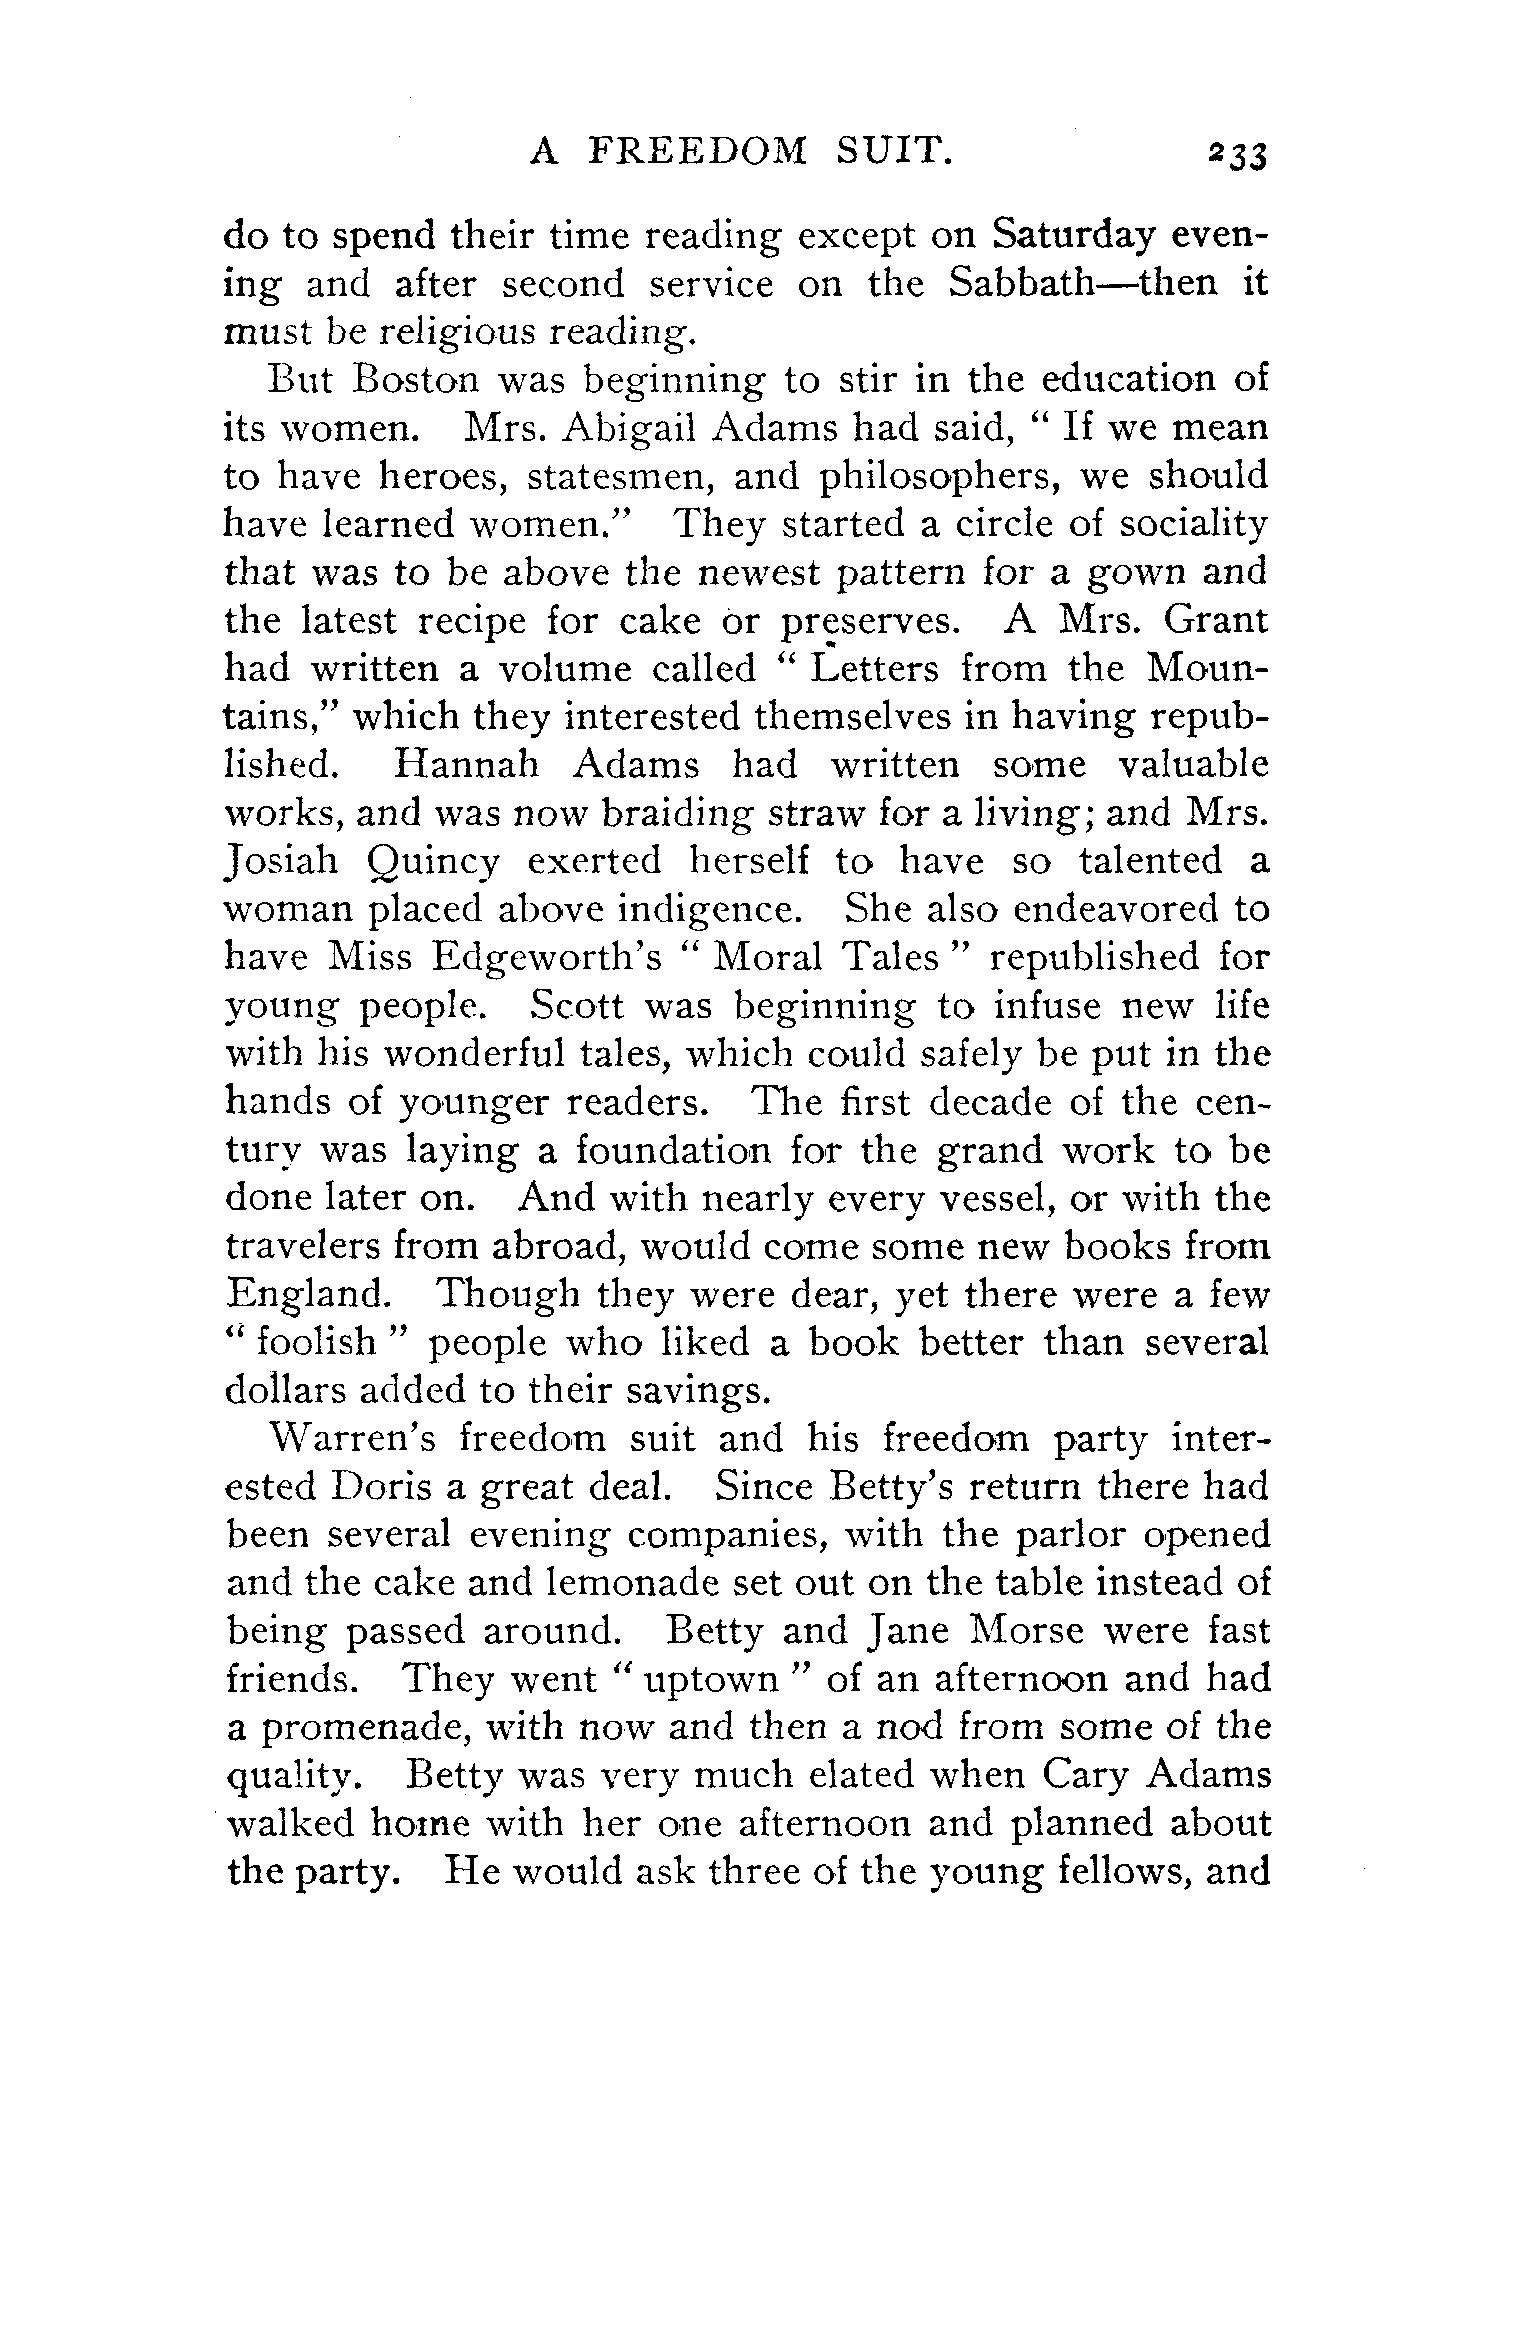 A FREEDOM SUIT. 233
do to spend their time reading except on Saturday even-
ing and after second service on the Sabbath—then it
must be religious reading.
But Boston was beginning to stir in the education of
its women. Mrs. Abigail Adams had said, " If we mean
to have heroes, statesmen, and philosophers, we should
have learned women." They started a circle of sociality
that was to be above the newest pattern for a gown and
the latest recipe for cake or preserves. A Mrs. Grant
had written a volume called " Letters from the Moun-
tains," which they interested themselves in having repub-
lished. Hannah Adams had written some valuable
works, and was now braiding straw for a living; and Mrs.
Josiah Quincy exerted herself to have so talented a
woman placed above indigence. She also endeavored to
have Miss Edgeworth's " Moral Tales " republished for
young people. Scott was beginning to infuse new life
with his wonderful tales, which could safely be put in the
hands of younger readers. The first decade of the cen-
tury was laying a foundation for the grand work to be
done later on. And with nearly every vessel, or with the
travelers from abroad, would come some new books from
England. Though they were dear, yet there were a few
" foolish " people who liked a book better than several
dollars added to their savings.
Warren's freedom suit and his freedom party inter-
ested Doris a great deal. Since Betty's return there had
been several evening companies, with the parlor opened
and the cake and lemonade set out on the table instead of
being passed around. Betty and Jane Morse were fast
friends. They went " uptown " of an afternoon and had
a promenade, with now and then a nod from some of the
quality. Betty was very much elated when Cary Adams
walked home with her one afternoon and planned about
the party. He would ask three of the young fellows, and